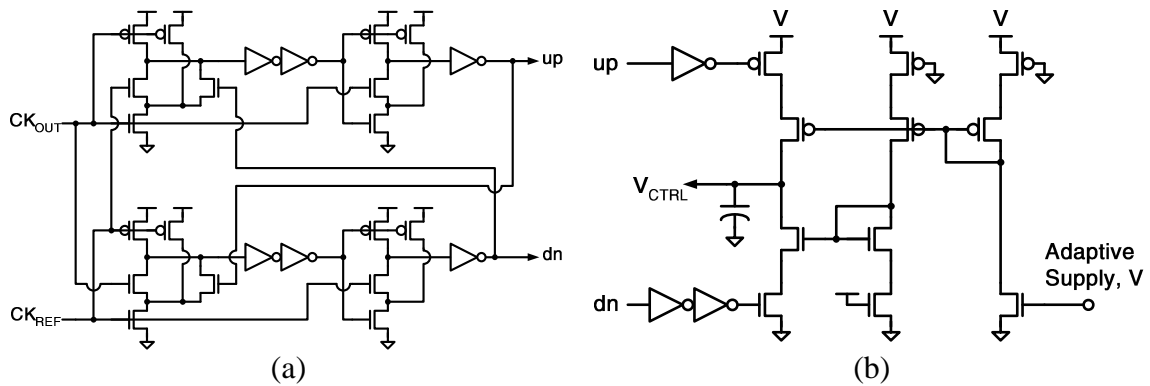 up
CK_OUT
dn
CK_REF
(a)
V V V
up
V_CTRL
Adaptive
Supply, V
dn
(b)